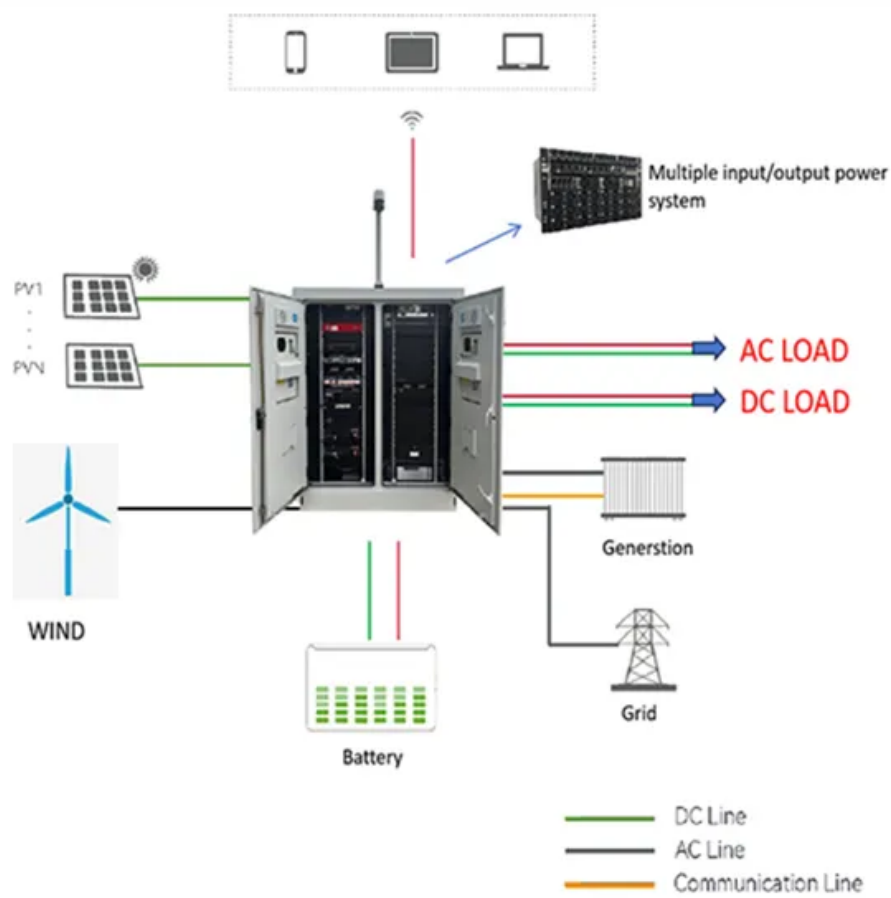 Multiple input/output power
system
PV1
PVN
AC LOAD
DC LOAD
Generstion
WIND
Grid
Battery
DC Line
AC Line
Communication Line